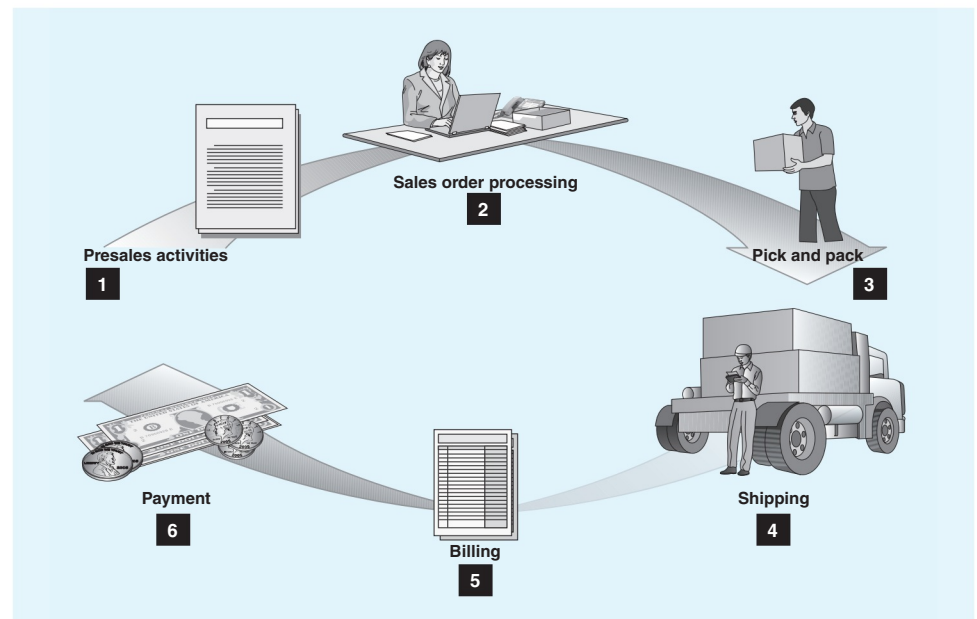 Sales order processing
2
Presales activities
1
Pick and pack
3
Payment
6
Shipping
4
Billing
5